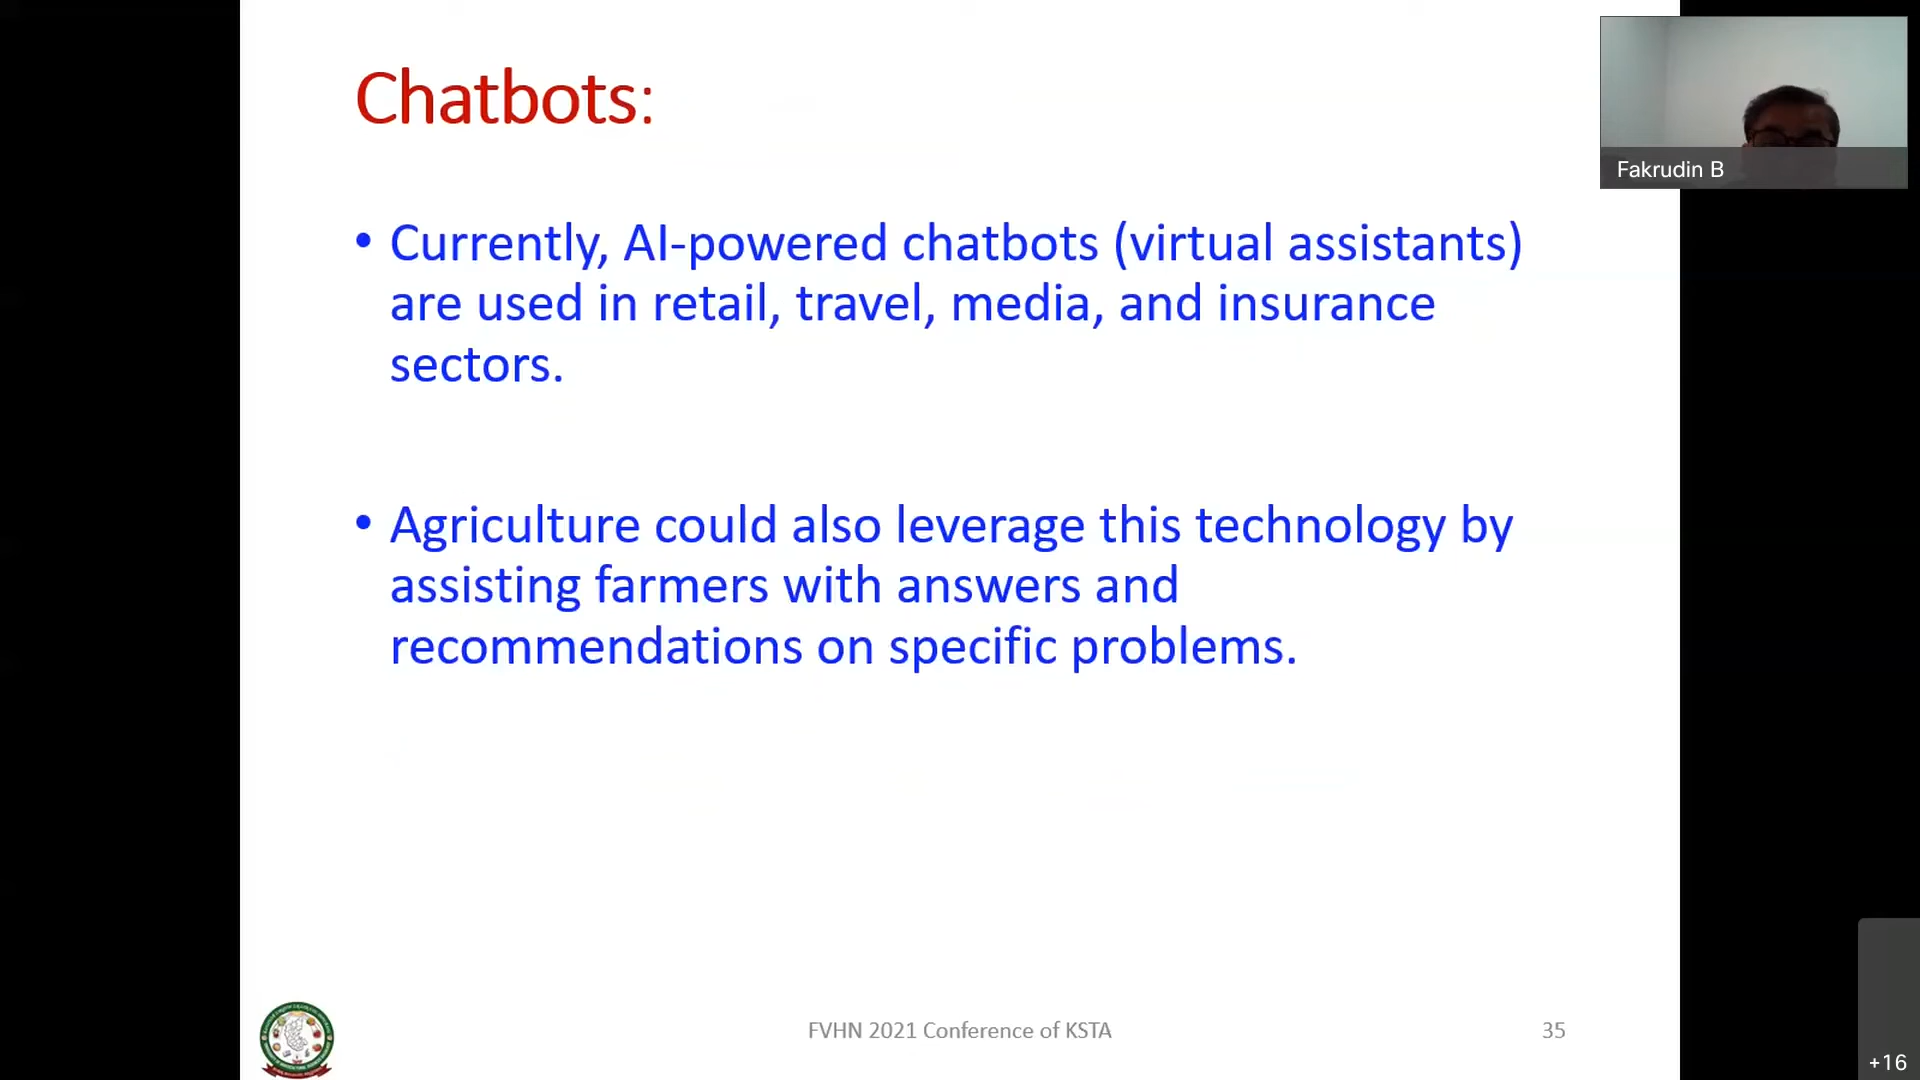 Chatbots:
Fakrudin B
• Currently, AI-powered chatbots (virtual assistants)
are used in retail, travel, media, and insurance
sectors.
• Agriculture could also leverage this technology by
assisting farmers with answers and
recommendations on specific problems.
FVHN 2021 Conference of KSTA
35
+16